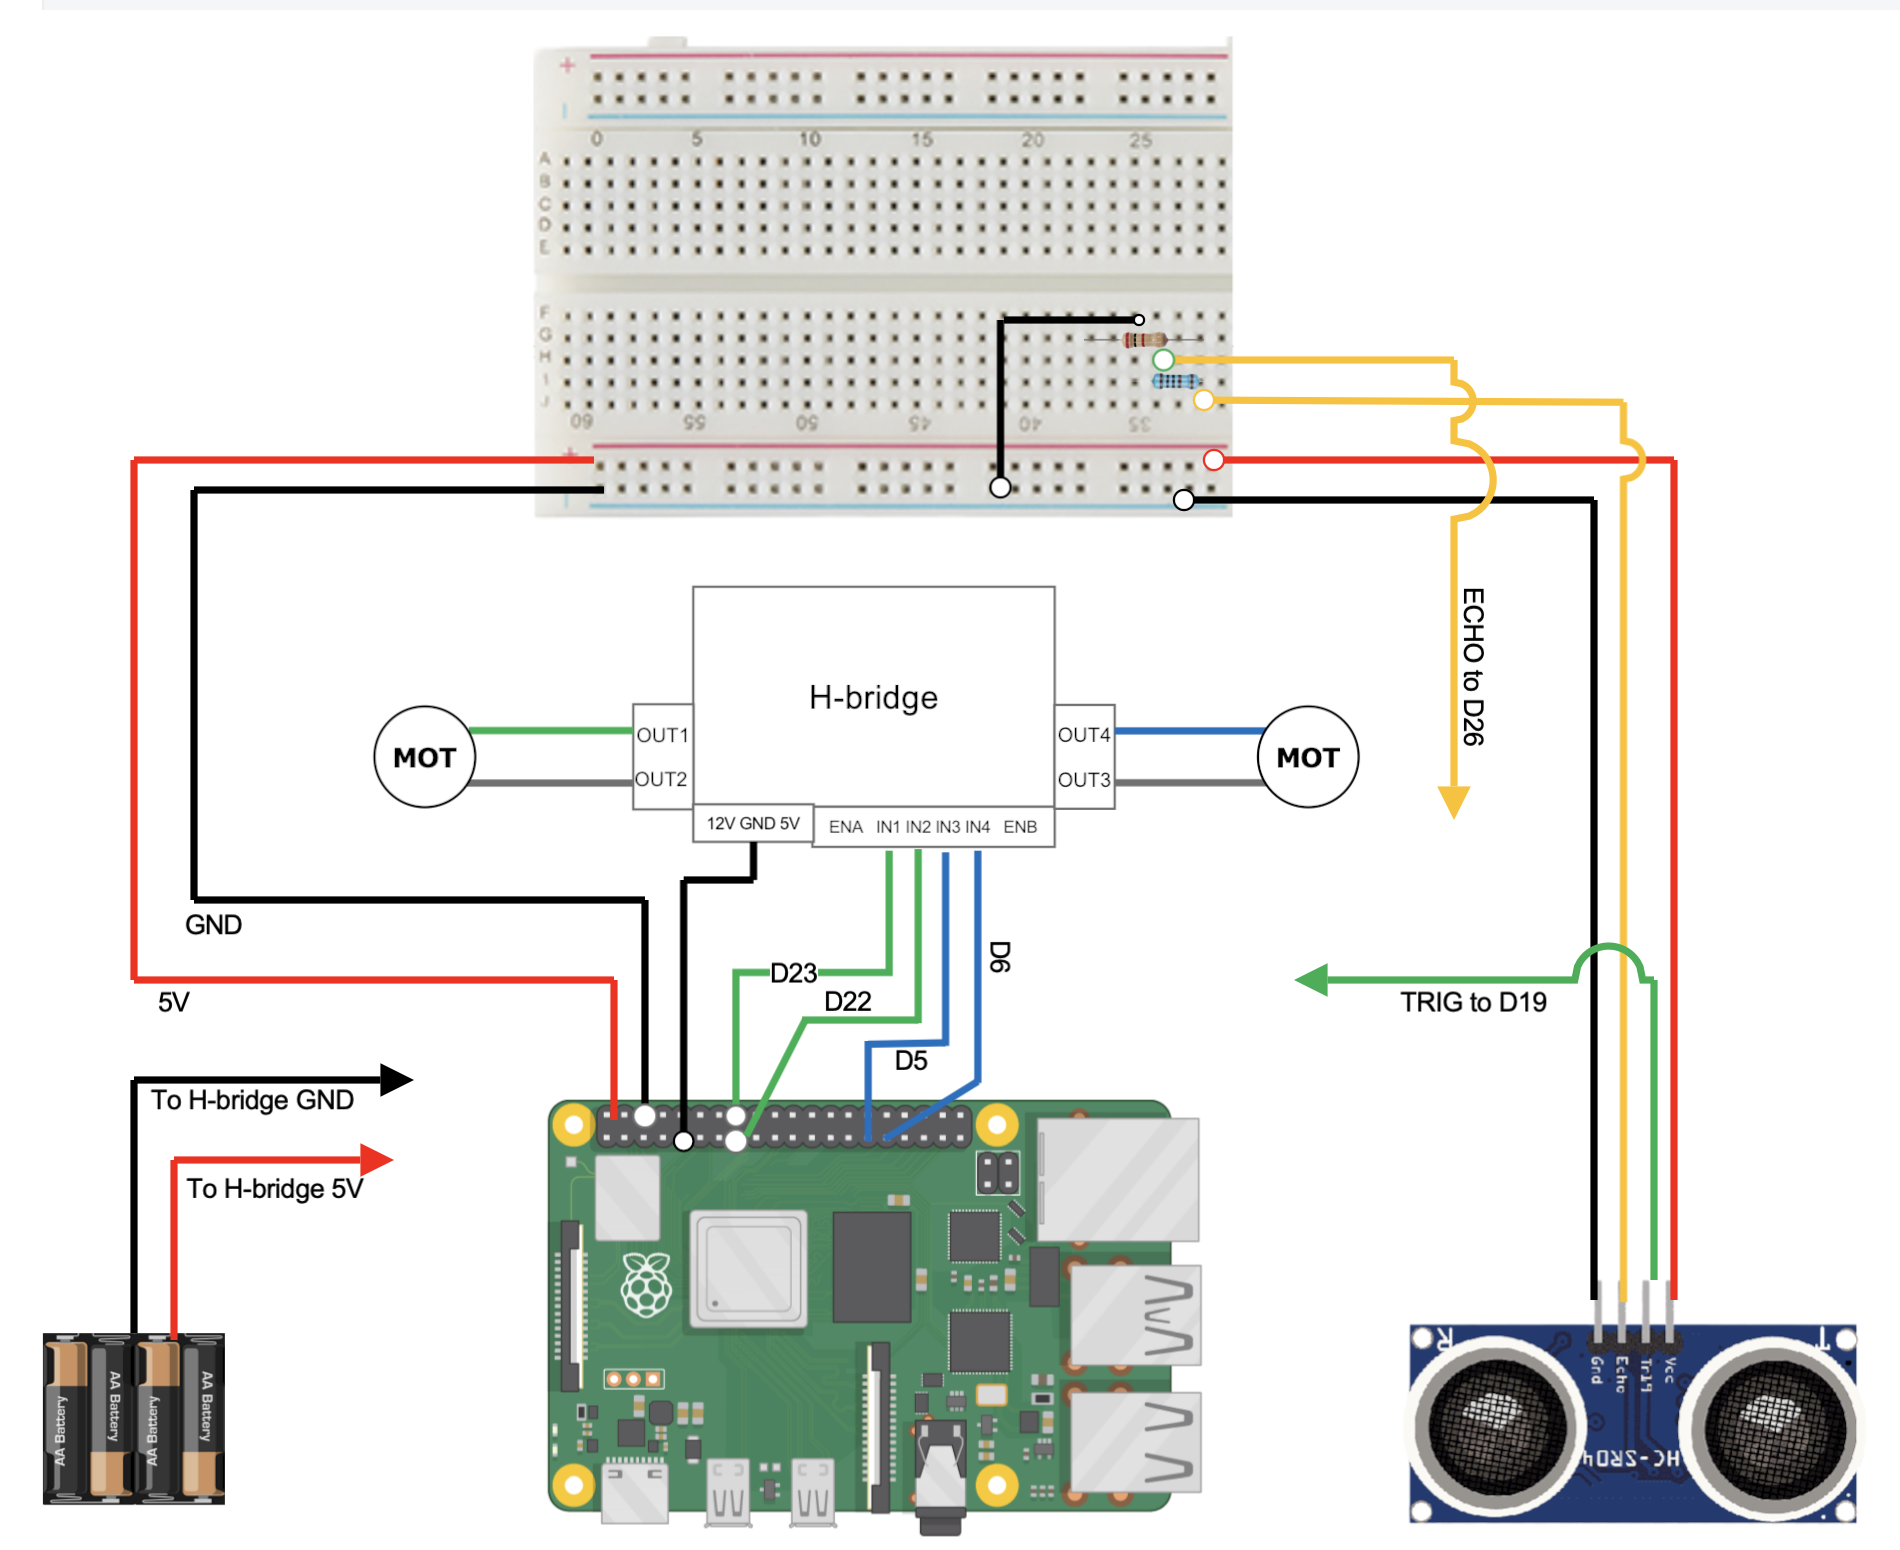 +
0 5 10 15 20 25
A
B
C
D
E
F
G
H
I
J
60 55 50 45 40 35
+
ECHO to D26
H-bridge
MOT
OUT1
OUT2
OUT4
OUT3
MOT
12V GND 5V
ENA IN1 IN2 IN3 IN4 ENB
GND
D23
D22
D6
D5
5V
TRIG to D19
To H-bridge GND
To H-bridge 5V
AA Battery
AA Battery
AA Battery
AA Battery
R
T
Grd
Echo
Trig
Vcc
HC-SR04